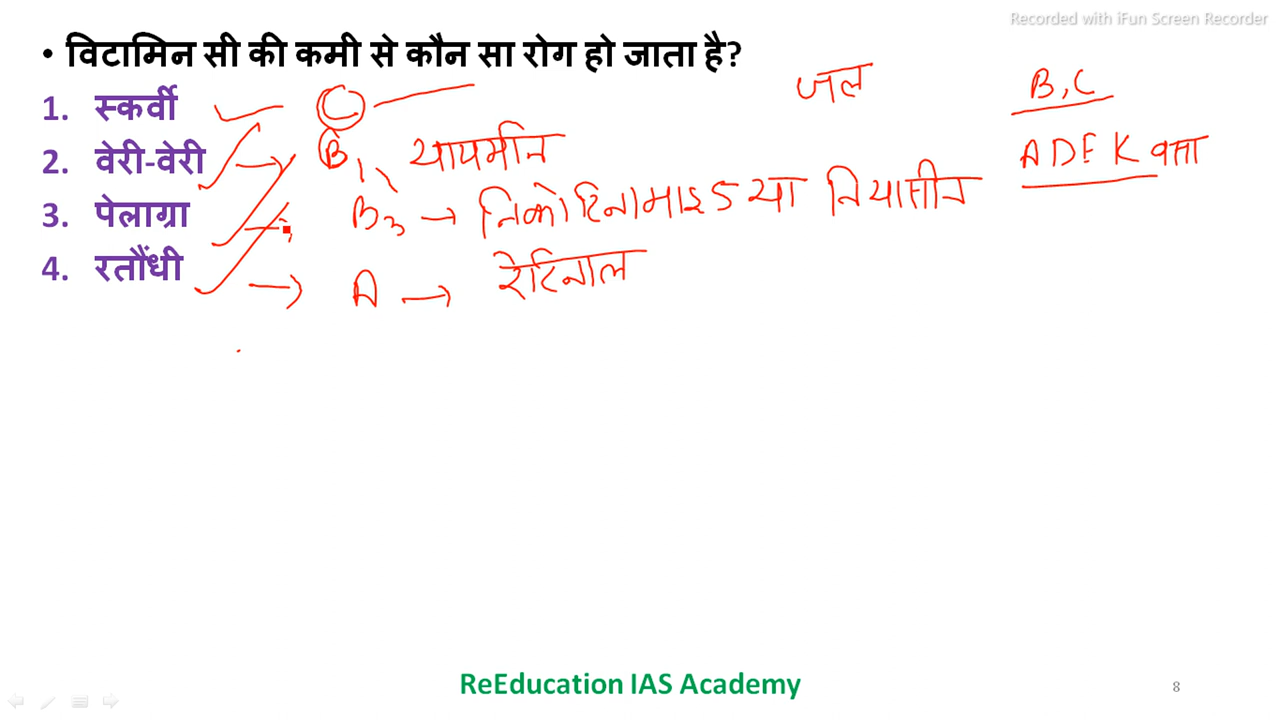 Recorded with iFun Screen Recorder
• विटामिन सी की कमी से कौन सा रोग हो जाता है?
जल B,C
1. स्कर्वी C
2. वेरी-वेरी B1, थायमीन A D E K वसा
3. पेलाग्रा B3 → निकोटिनामाइड या नियासीन
4. रतौंधी → A → रेटिनाल
ReEducation IAS Academy
8